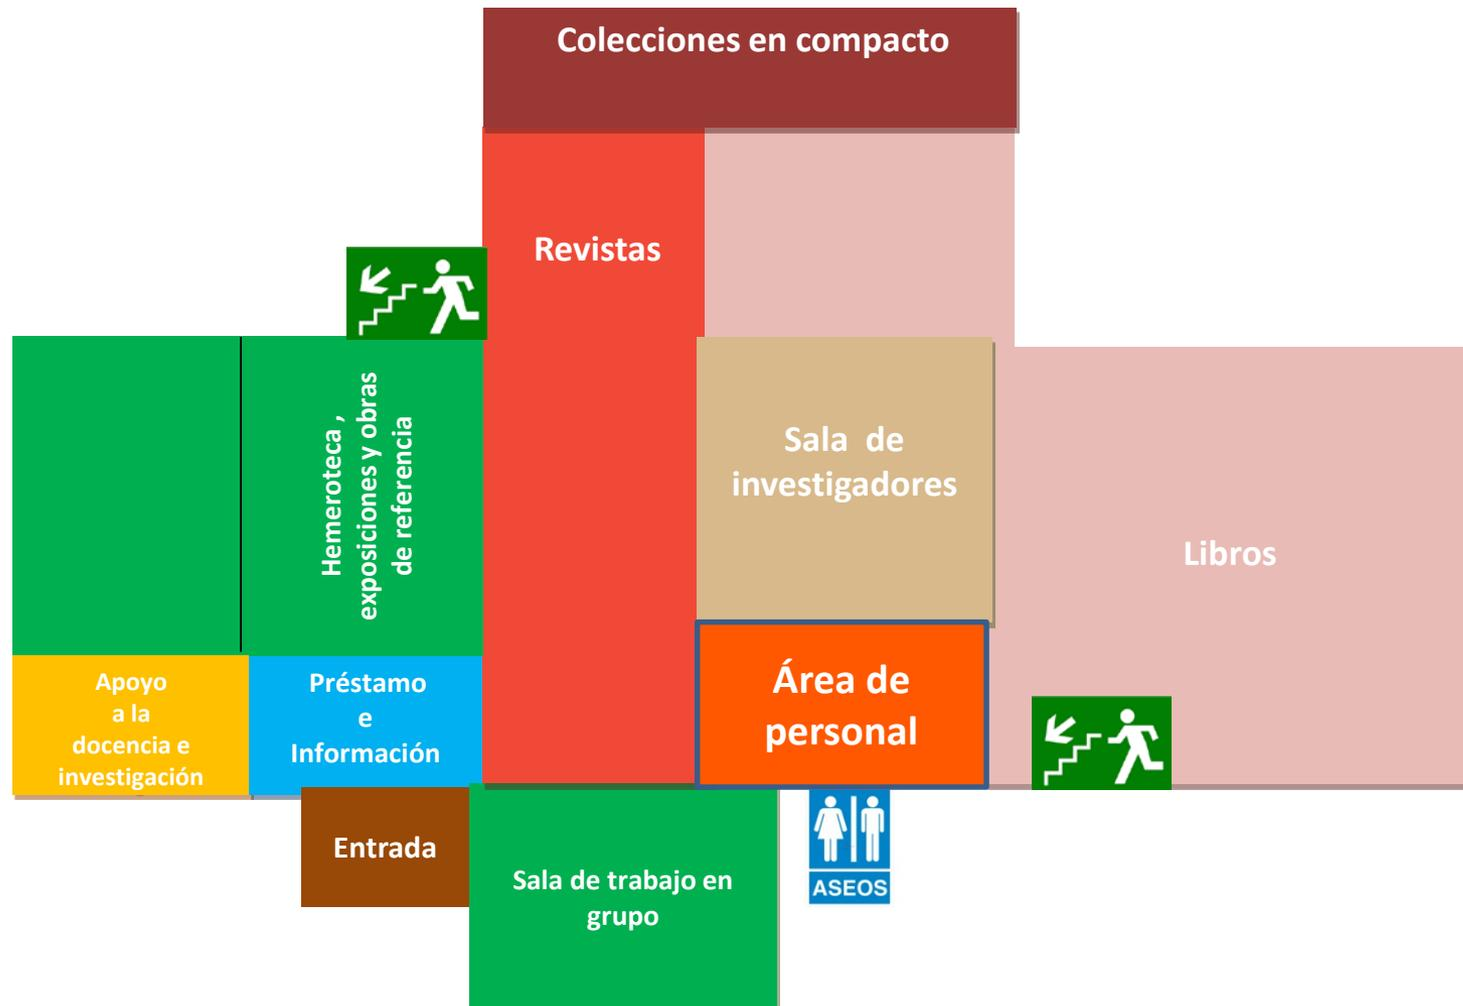 Colecciones en compacto
Revistas
Hemeroteca ,
exposiciones y obras
de referencia
Sala  de
investigadores
Libros
Apoyo
a la
docencia e
investigación
Préstamo
e
Información
Área de
personal
Entrada
Sala de trabajo en
grupo
ASEOS